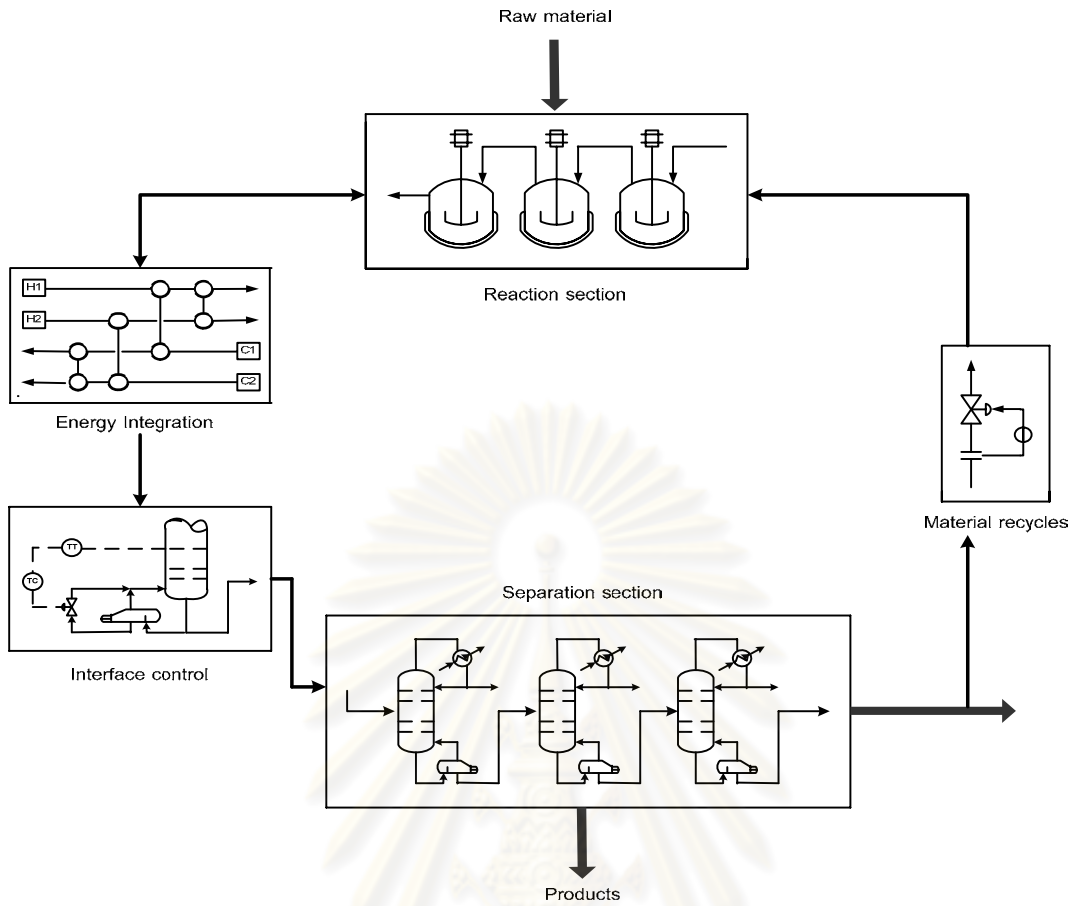 Raw material
Reaction section
H1
H2
C1
C2
Energy Integration
TT
TC
Interface control
Separation section
Material recycles
Products